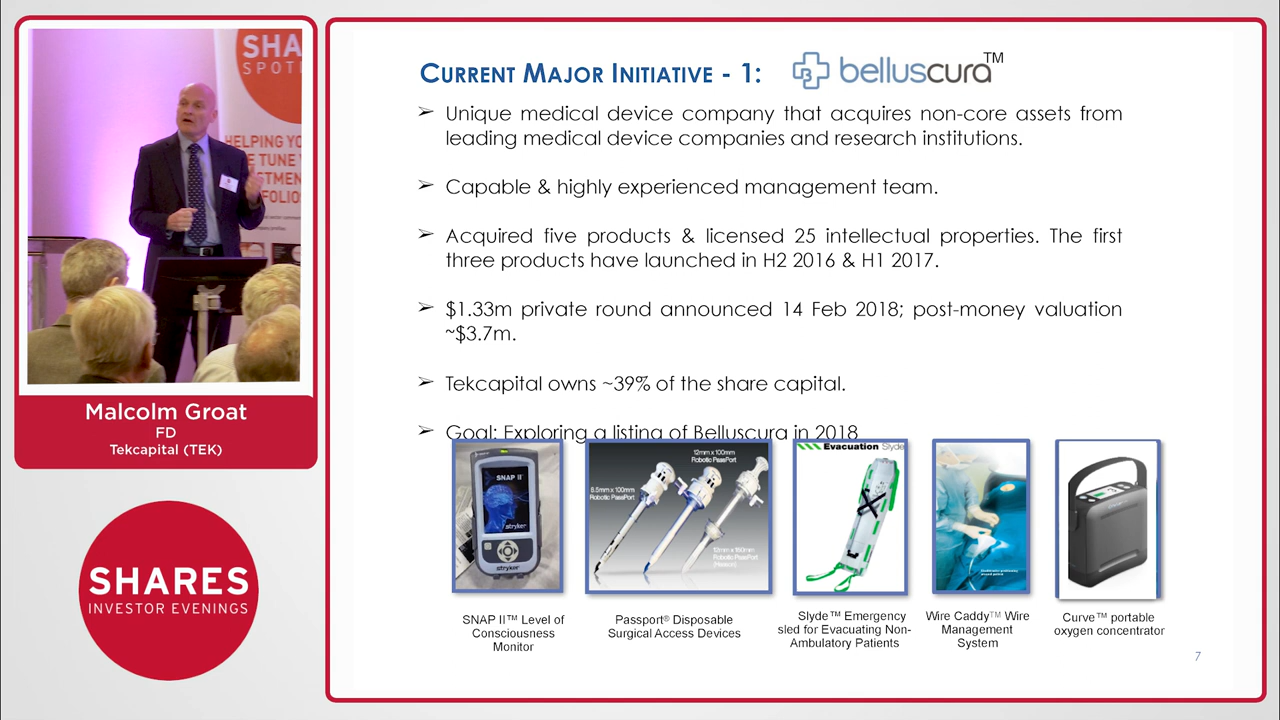 SHA
SPOT
HELPING YO
E TUNE
STMEN
FOLIO
Malcolm Groat
FD
Tekcapital (TEK)
SHARES
INVESTOR EVENINGS
CURRENT MAJOR INITIATIVE - 1: belluscura™
➢ Unique medical device company that acquires non-core assets from
leading medical device companies and research institutions.
➢ Capable & highly experienced management team.
➢ Acquired five products & licensed 25 intellectual properties. The first
three products have launched in H2 2016 & H1 2017.
➢ $1.33m private round announced 14 Feb 2018; post-money valuation
~$3.7m.
➢ Tekcapital owns ~39% of the share capital.
➢ Goal: Exploring a listing of Belluscura in 2018
SNAP II
stryker
stryker
12mm x 100mm
Robotic PassPort
8.5mm x 100mm
Robotic PassPort
12mm x 150mm
Robotic PassPort
Evacuation Slyde
SNAP II™ Level of
Consciousness
Monitor
Passport® Disposable
Surgical Access Devices
Slyde™ Emergency
sled for Evacuating Non-
Ambulatory Patients
Wire Caddy™ Wire
Management
System
Curve™ portable
oxygen concentrator
7